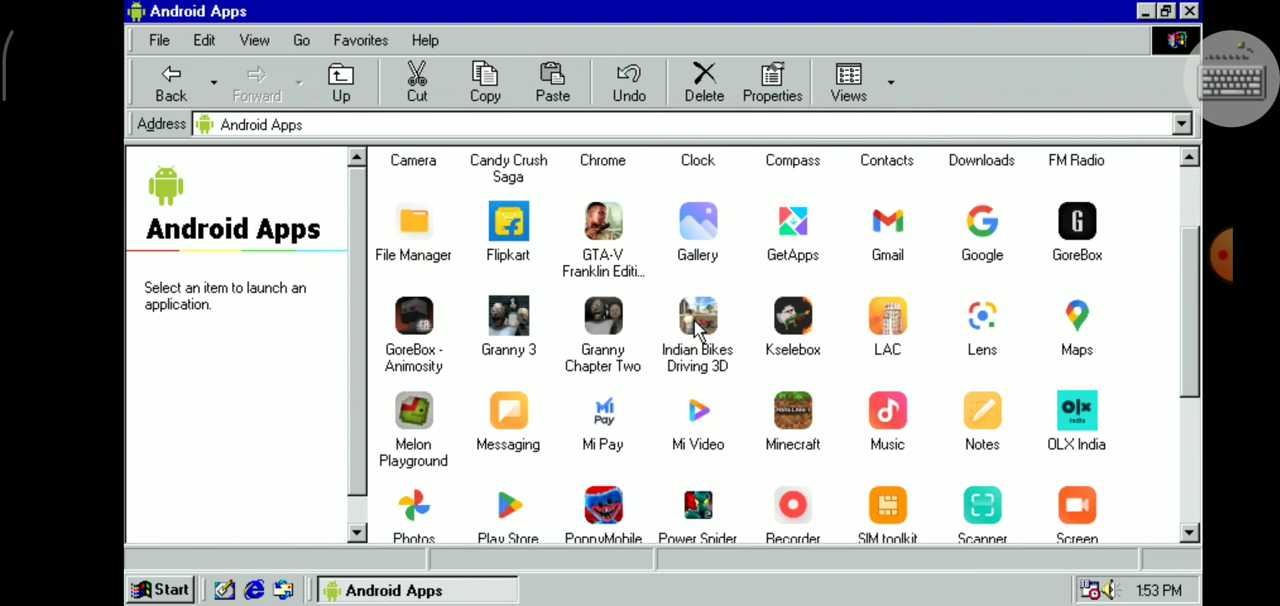 Android Apps
File Edit View Go Favorites Help
Back Forward Up Cut Copy Paste Undo Delete Properties Views
Address Android Apps
Camera Candy Crush Saga Chrome Clock Compass Contacts Downloads FM Radio
Android Apps
Select an item to launch an
application.
File Manager Flipkart GTA-V Franklin Editi... Gallery GetApps Gmail Google GoreBox
GoreBox - Animosity Granny 3 Granny Chapter Two Indian Bikes Driving 3D Kselebox LAC Lens Maps
Melon Playground Messaging Mi Pay Mi Video Minecraft Music Notes OLX India
Photos Play Store PoppyMobile Power Spider Recorder SIM toolkit Scanner Screen
Start Android Apps 1:53 PM